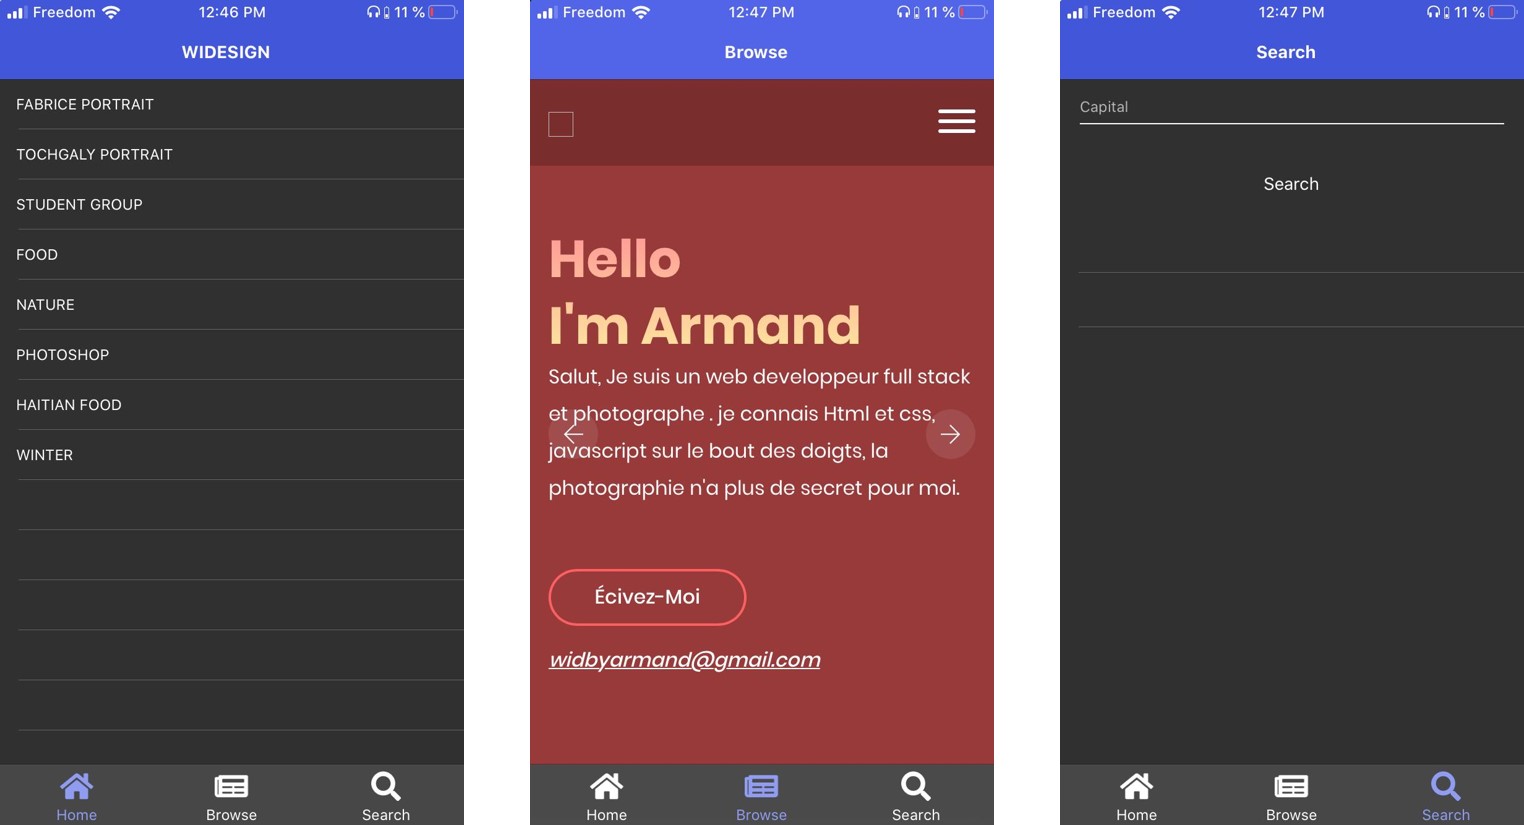 Freedom 12:46 PM 11 %
WIDESIGN
FABRICE PORTRAIT
TOCHGALY PORTRAIT
STUDENT GROUP
FOOD
NATURE
PHOTOSHOP
HAITIAN FOOD
WINTER
Home Browse Search
Freedom 12:47 PM 11 %
Browse
Hello
I'm Armand
Salut, Je suis un web developpeur full stack
et photographe . je connais Html et css,
javascript sur le bout des doigts, la
photographie n'a plus de secret pour moi.
Écivez-Moi
widbyarmand@gmail.com
Home Browse Search
Freedom 12:47 PM 11 %
Search
Capital
Search
Home Browse Search